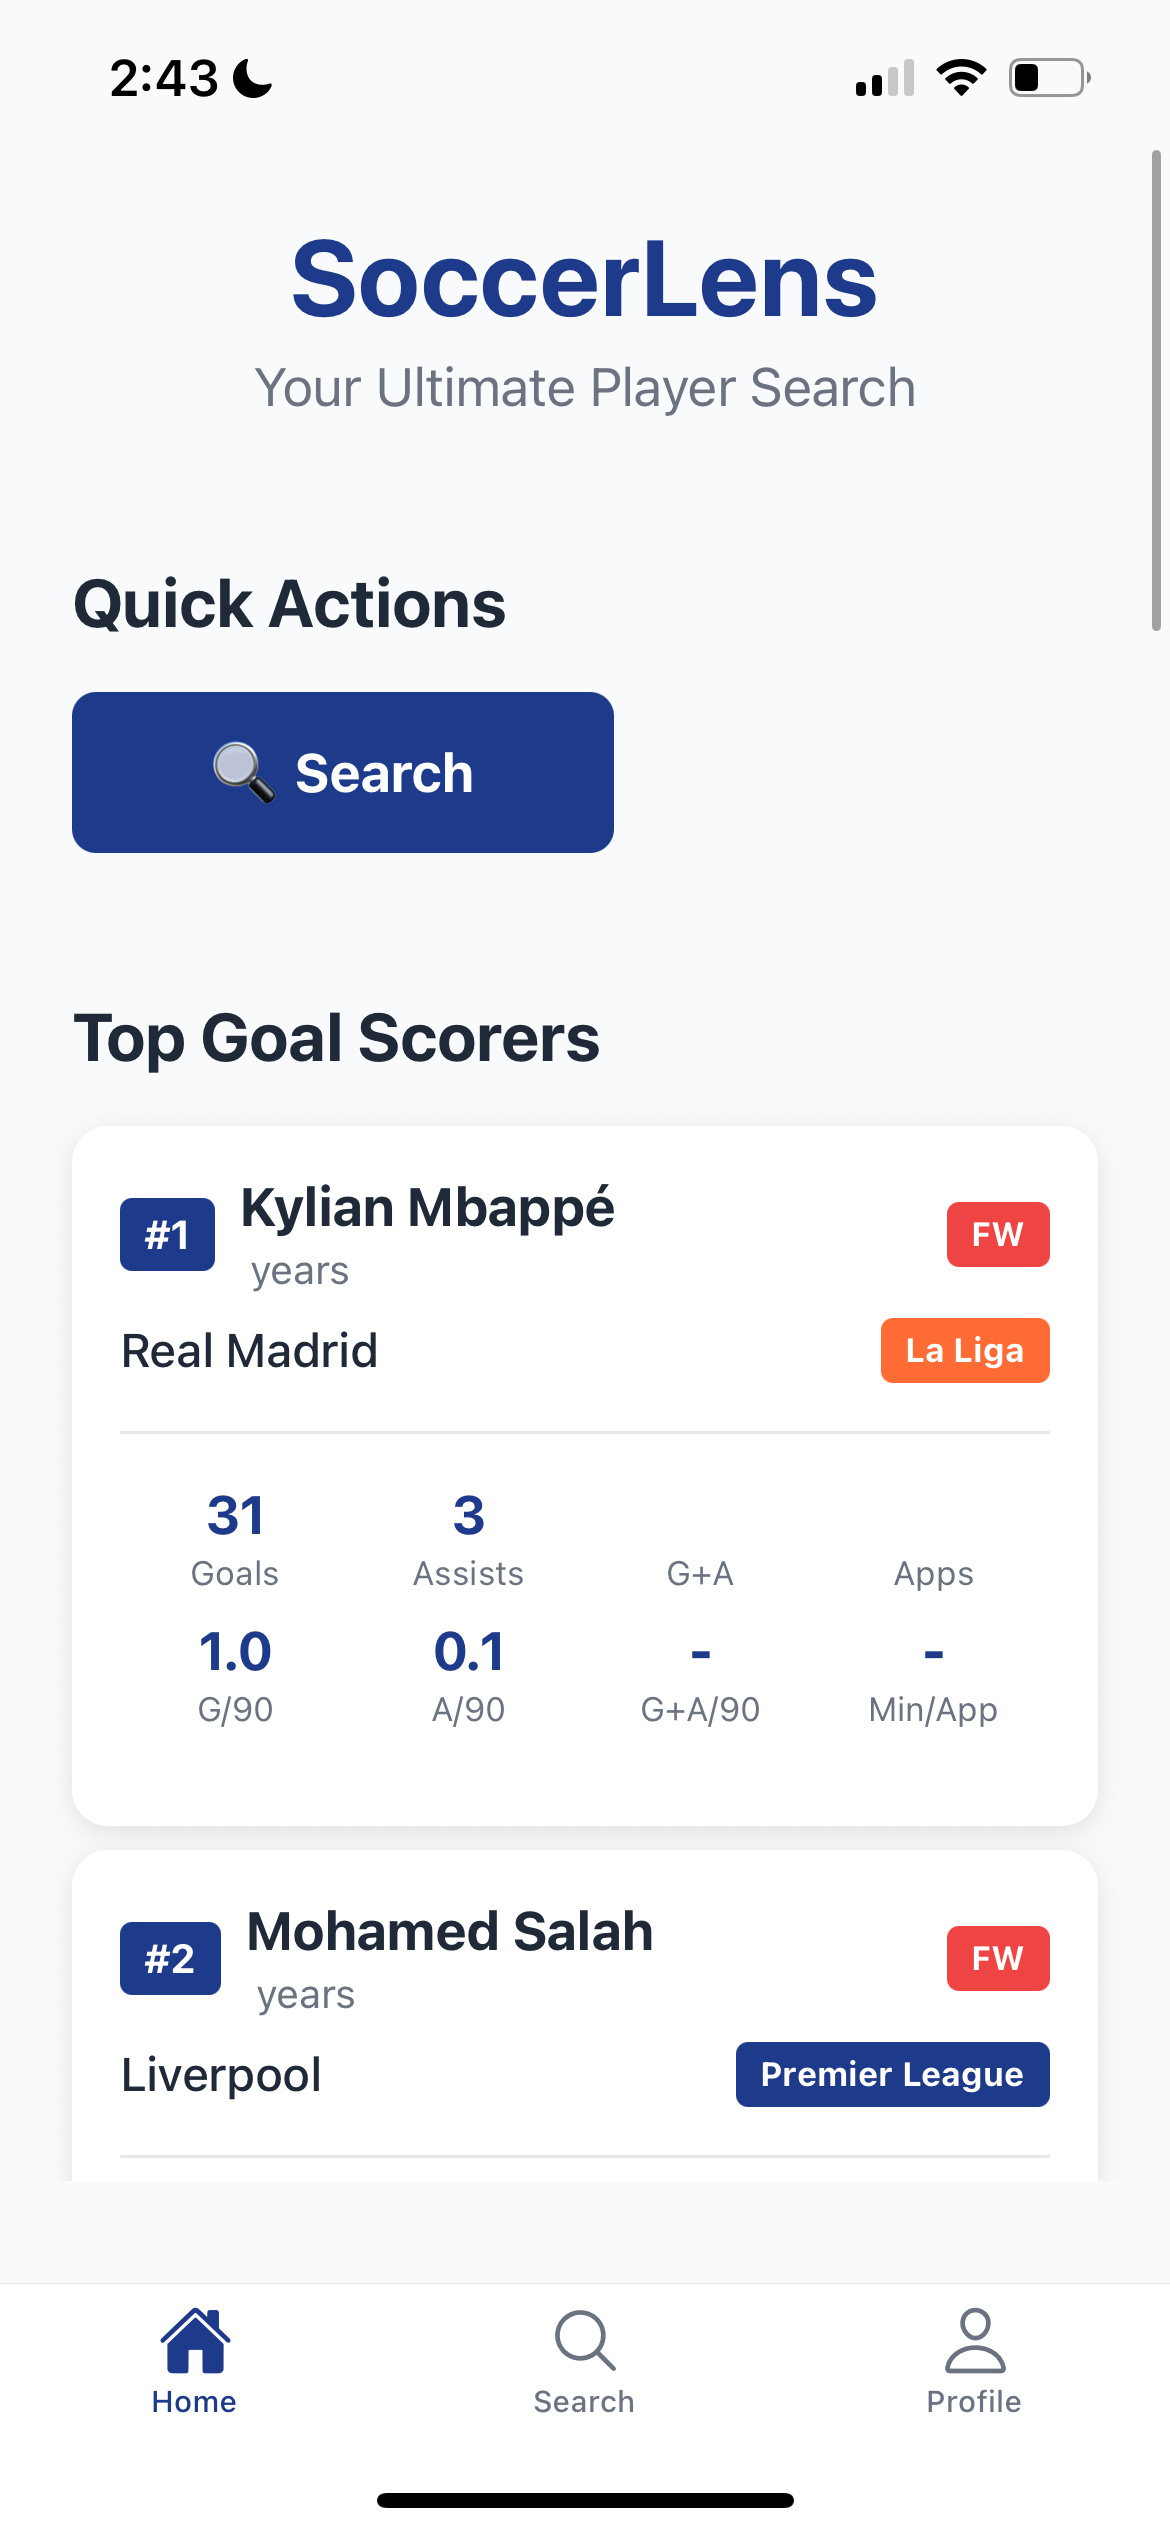 2:43
SoccerLens
Your Ultimate Player Search
Quick Actions
Search
Top Goal Scorers
#1 Kylian Mbappé FW
years
Real Madrid La Liga
31 3
Goals Assists G+A Apps
1.0 0.1 - -
G/90 A/90 G+A/90 Min/App
#2 Mohamed Salah FW
years
Liverpool Premier League
Home Search Profile